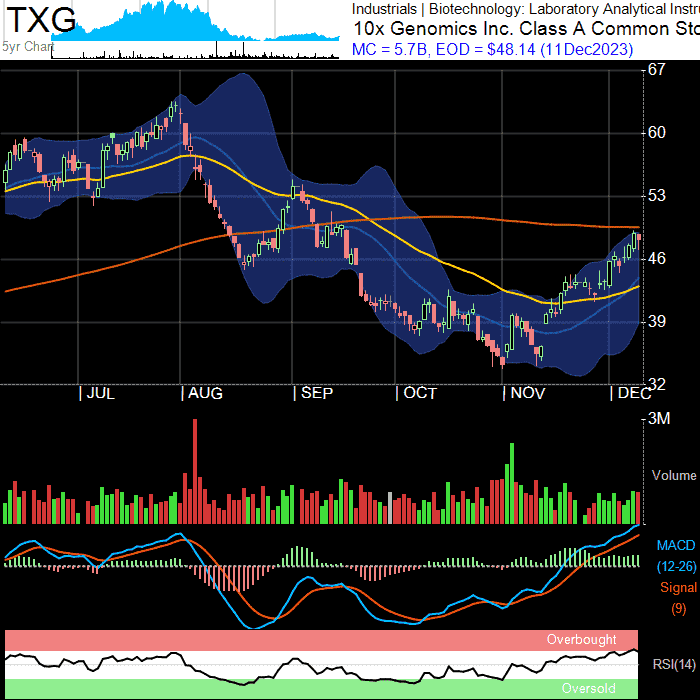 TXG
5yr Chart
Industrials | Biotechnology: Laboratory Analytical Instru
10x Genomics Inc. Class A Common Sto
MC = 5.7B, EOD = $48.14 (11Dec2023)
67
60
53
46
39
32
| JUL | AUG | SEP | OCT | NOV | DEC
3M
Volume
MACD
(12-26)
Signal
(9)
Overbought
RSI(14)
Oversold